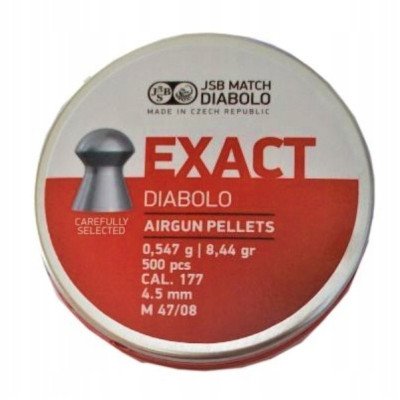 JSB
JSB MATCH
DIABOLO
MADE IN CZECH REPUBLIC
EXACT
DIABOLO
CAREFULLY
SELECTED
AIRGUN PELLETS
0,547 g | 8,44 gr
500 pcs
CAL. 177
4.5 mm
M 47/08